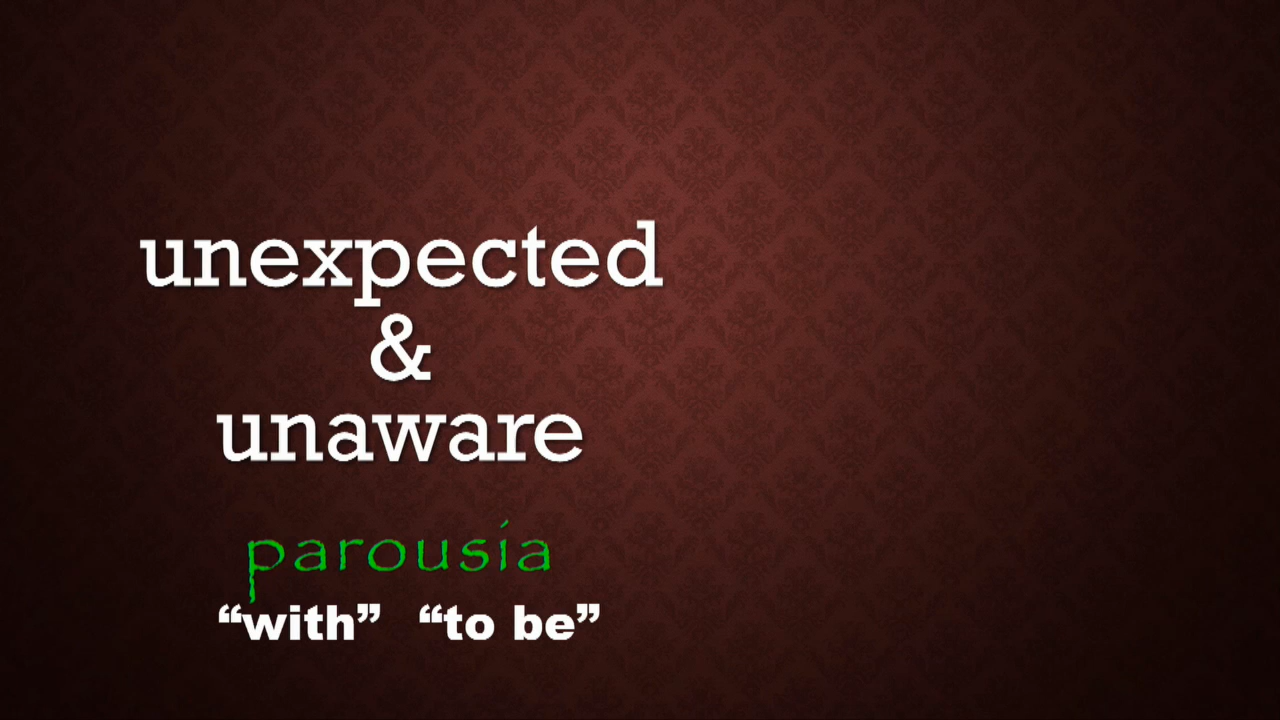 unexpected
&
unaware
parousia
“with” “to be”